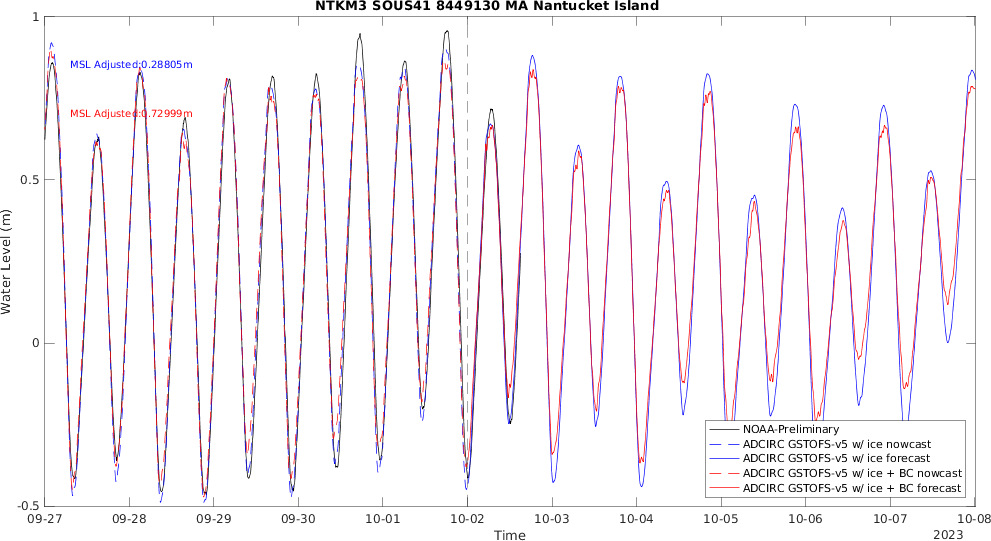 NTKM3 SOUS41 8449130 MA Nantucket Island
1
MSL Adjusted:0.28805m
MSL Adjusted:0.72999m
0.5
Water Level (m)
0
NOAA-Preliminary
ADCIRC GSTOFS-v5 w/ ice nowcast
ADCIRC GSTOFS-v5 w/ ice forecast
ADCIRC GSTOFS-v5 w/ ice + BC nowcast
ADCIRC GSTOFS-v5 w/ ice + BC forecast
-0.5
09-27 09-28 09-29 09-30 10-01 10-02 10-03 10-04 10-05 10-06 10-07 10-08
Time 2023